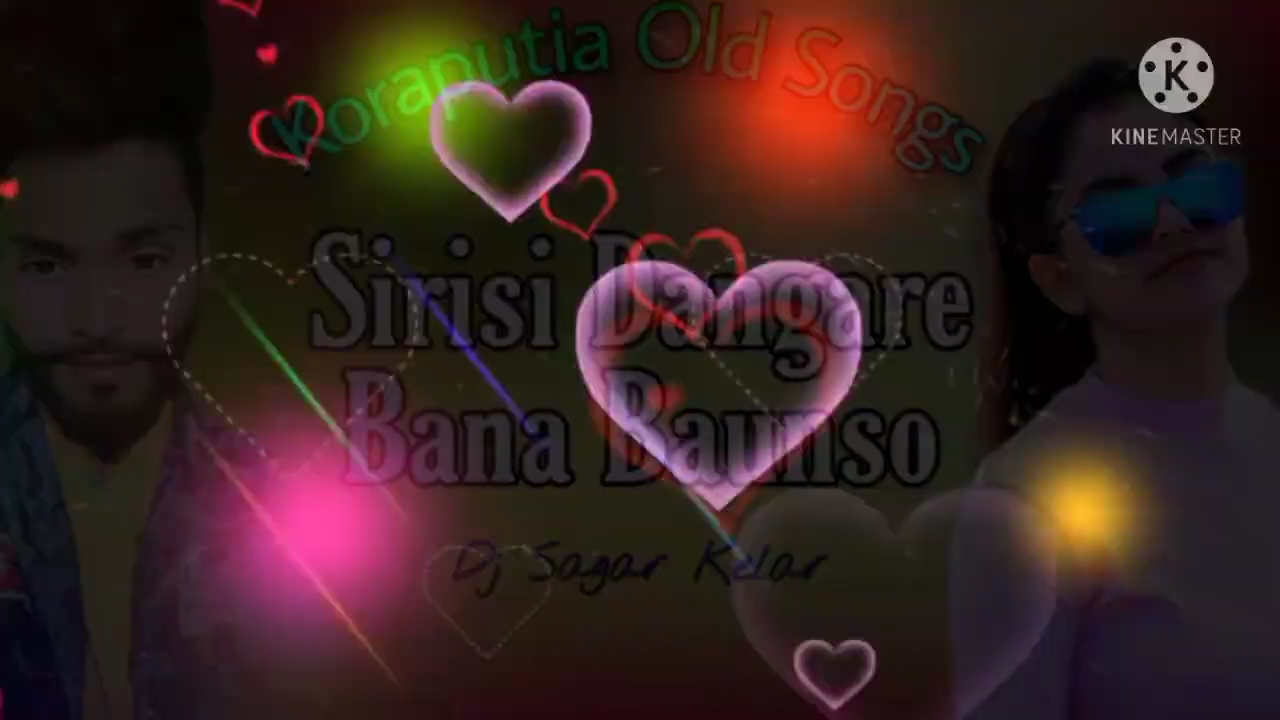 Koraputia Old Songs
KINEMASTER
Sirisi Dangare
Bana Baunso
Dj Sagar Kelar